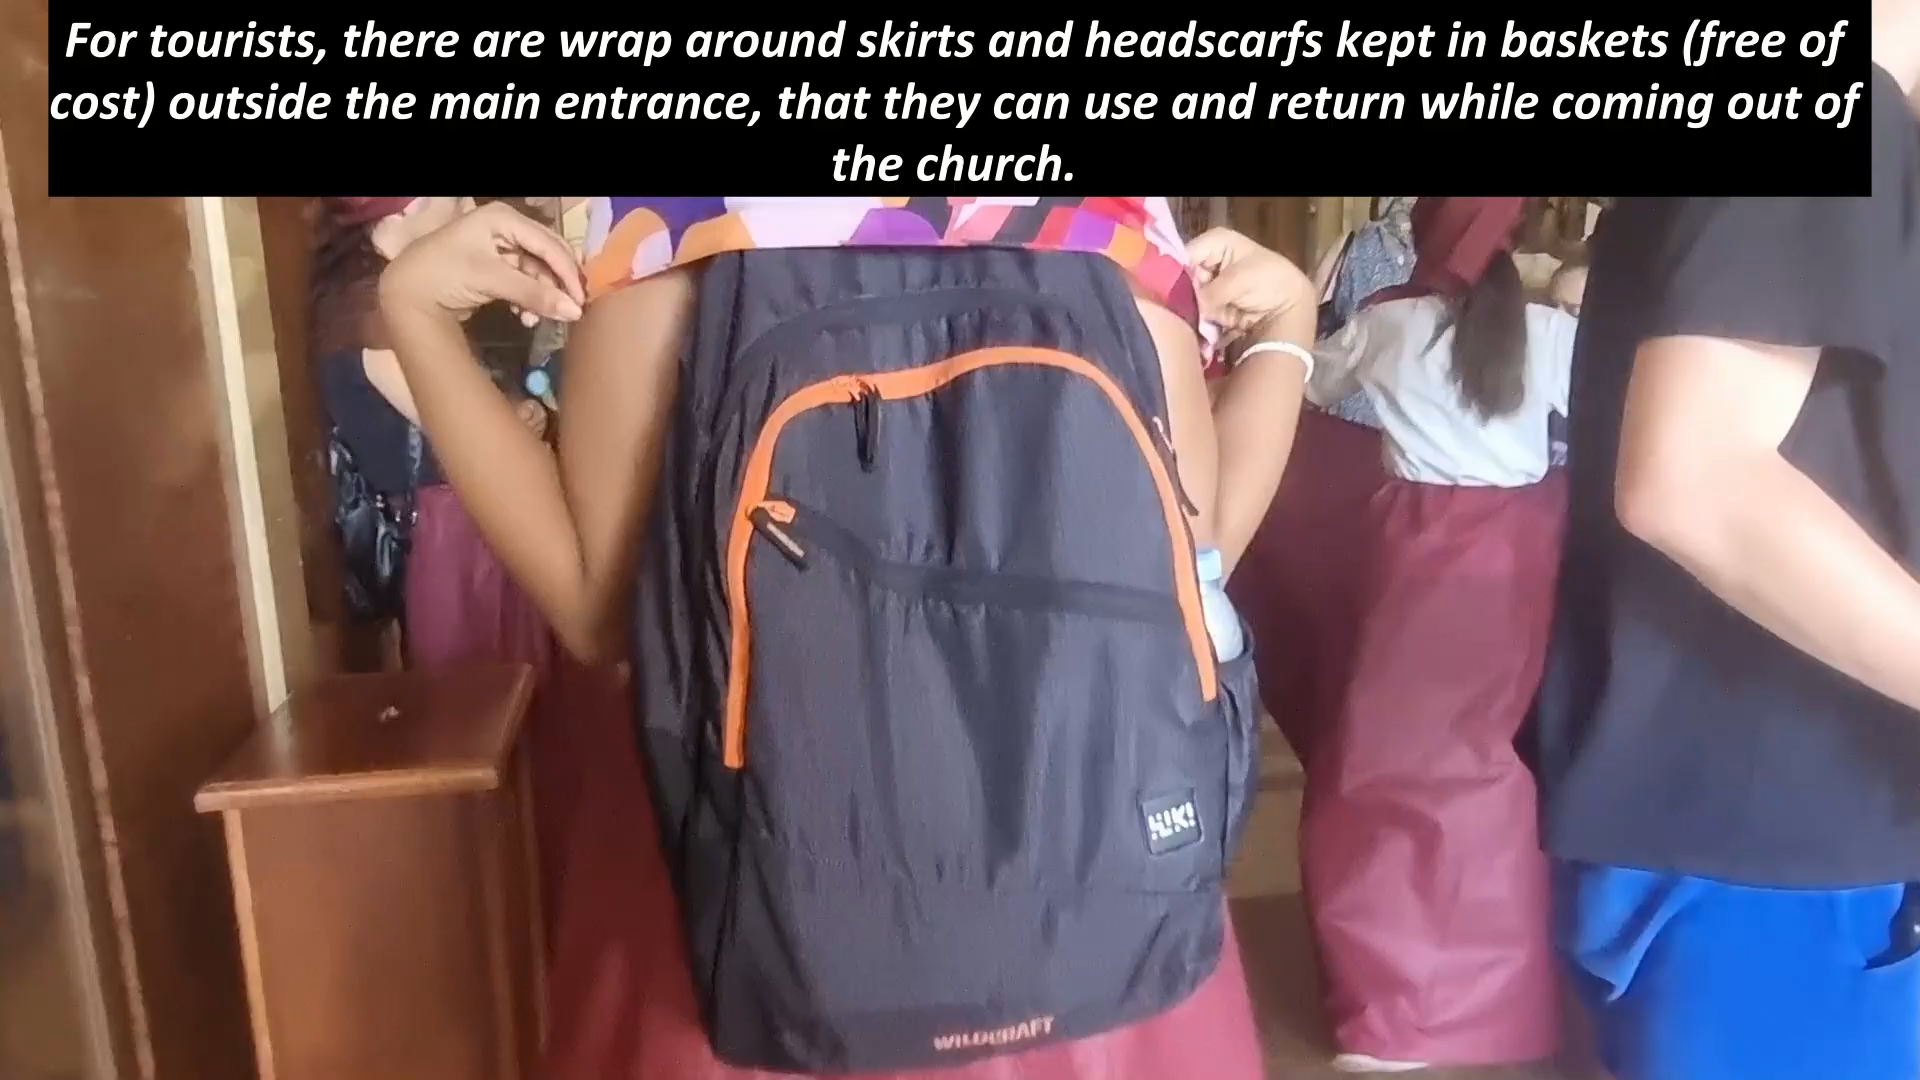 For tourists, there are wrap around skirts and headscarfs kept in baskets (free of
cost) outside the main entrance, that they can use and return while coming out of
the church.
WILDCRAFT